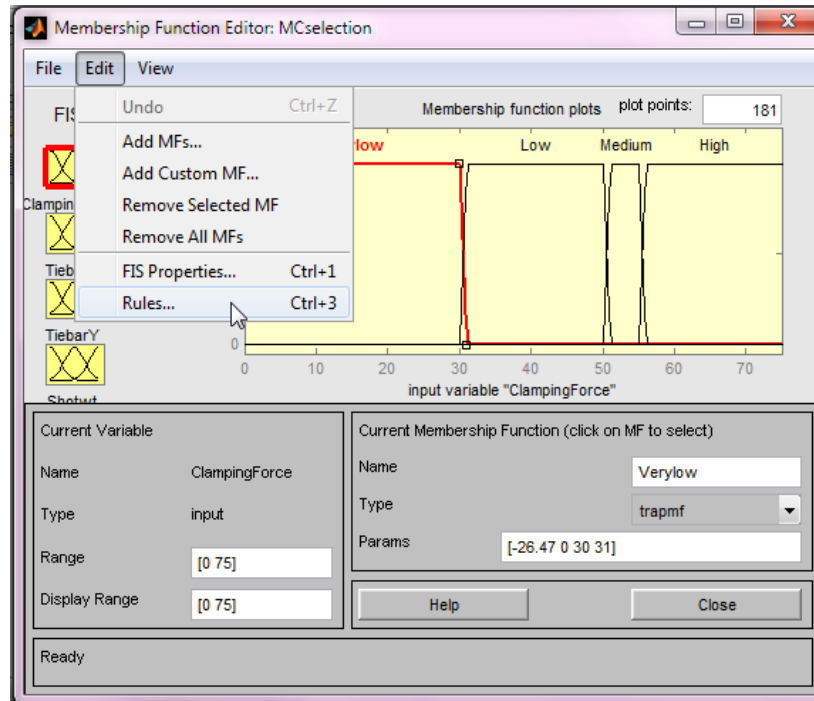 Membership Function Editor: MCselection
File Edit View
Undo Ctrl+Z
Add MFs...
Add Custom MF...
Remove Selected MF
Remove All MFs
FIS Properties... Ctrl+1
Rules... Ctrl+3
FIS
Clampin
Tieb
TiebarY
Shotwt
Membership function plots plot points: 181
low Low Medium High
0
0 10 20 30 40 50 60 70
input variable "ClampingForce"
Current Variable
Name ClampingForce
Type input
Range [0 75]
Display Range [0 75]
Current Membership Function (click on MF to select)
Name Verylow
Type trapmf
Params [-26.47 0 30 31]
Help Close
Ready